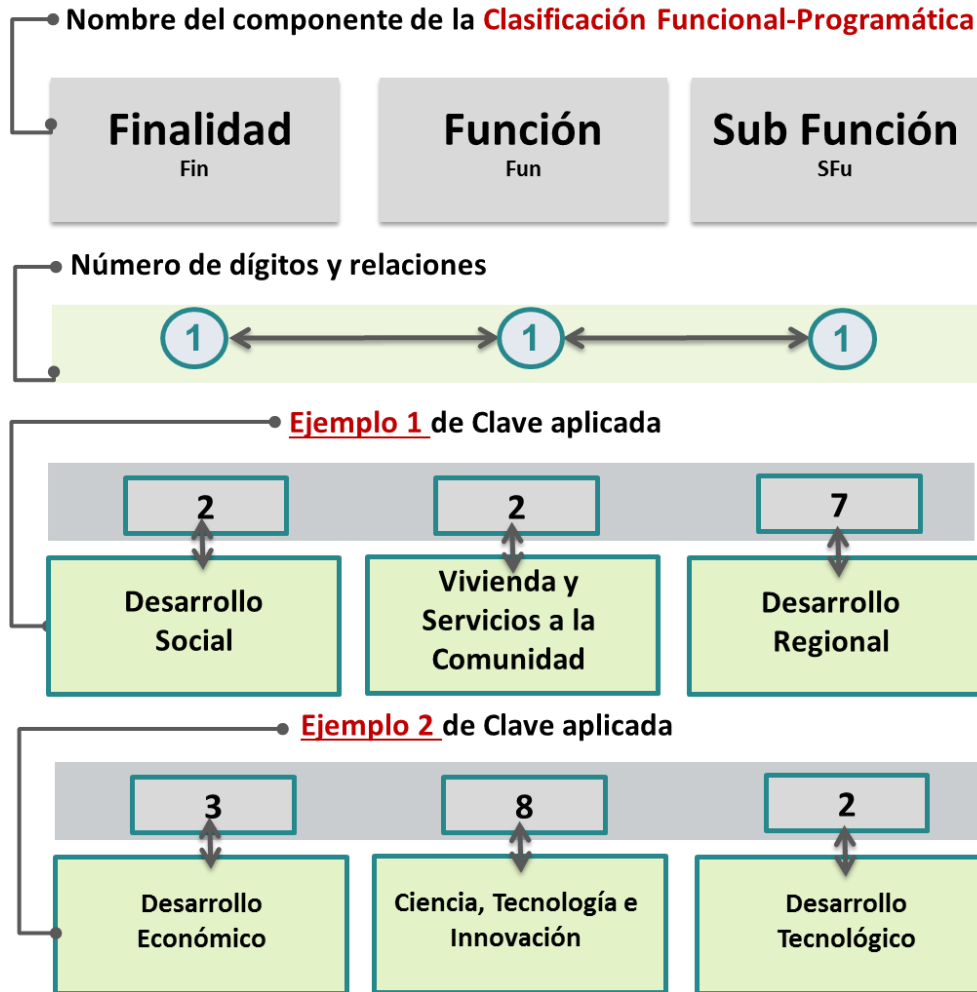 Nombre del componente de la Clasificación Funcional-Programática
Finalidad
Fin
Función
Fun
Sub Función
SFu
Número de dígitos y relaciones
1
1
1
Ejemplo 1 de Clave aplicada
2
2
7
Desarrollo
Social
Vivienda y
Servicios a la
Comunidad
Desarrollo
Regional
Ejemplo 2 de Clave aplicada
3
8
2
Desarrollo
Económico
Ciencia, Tecnología e
Innovación
Desarrollo
Tecnológico